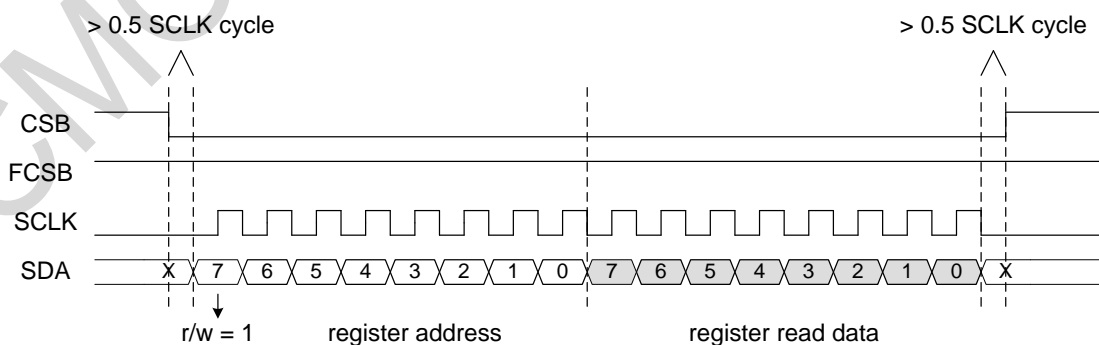 > 0.5 SCLK cycle > 0.5 SCLK cycle
CSB
FCSB
SCLK
SDA X 7 6 5 4 3 2 1 0 7 6 5 4 3 2 1 0 X
r/w = 1 register address register read data